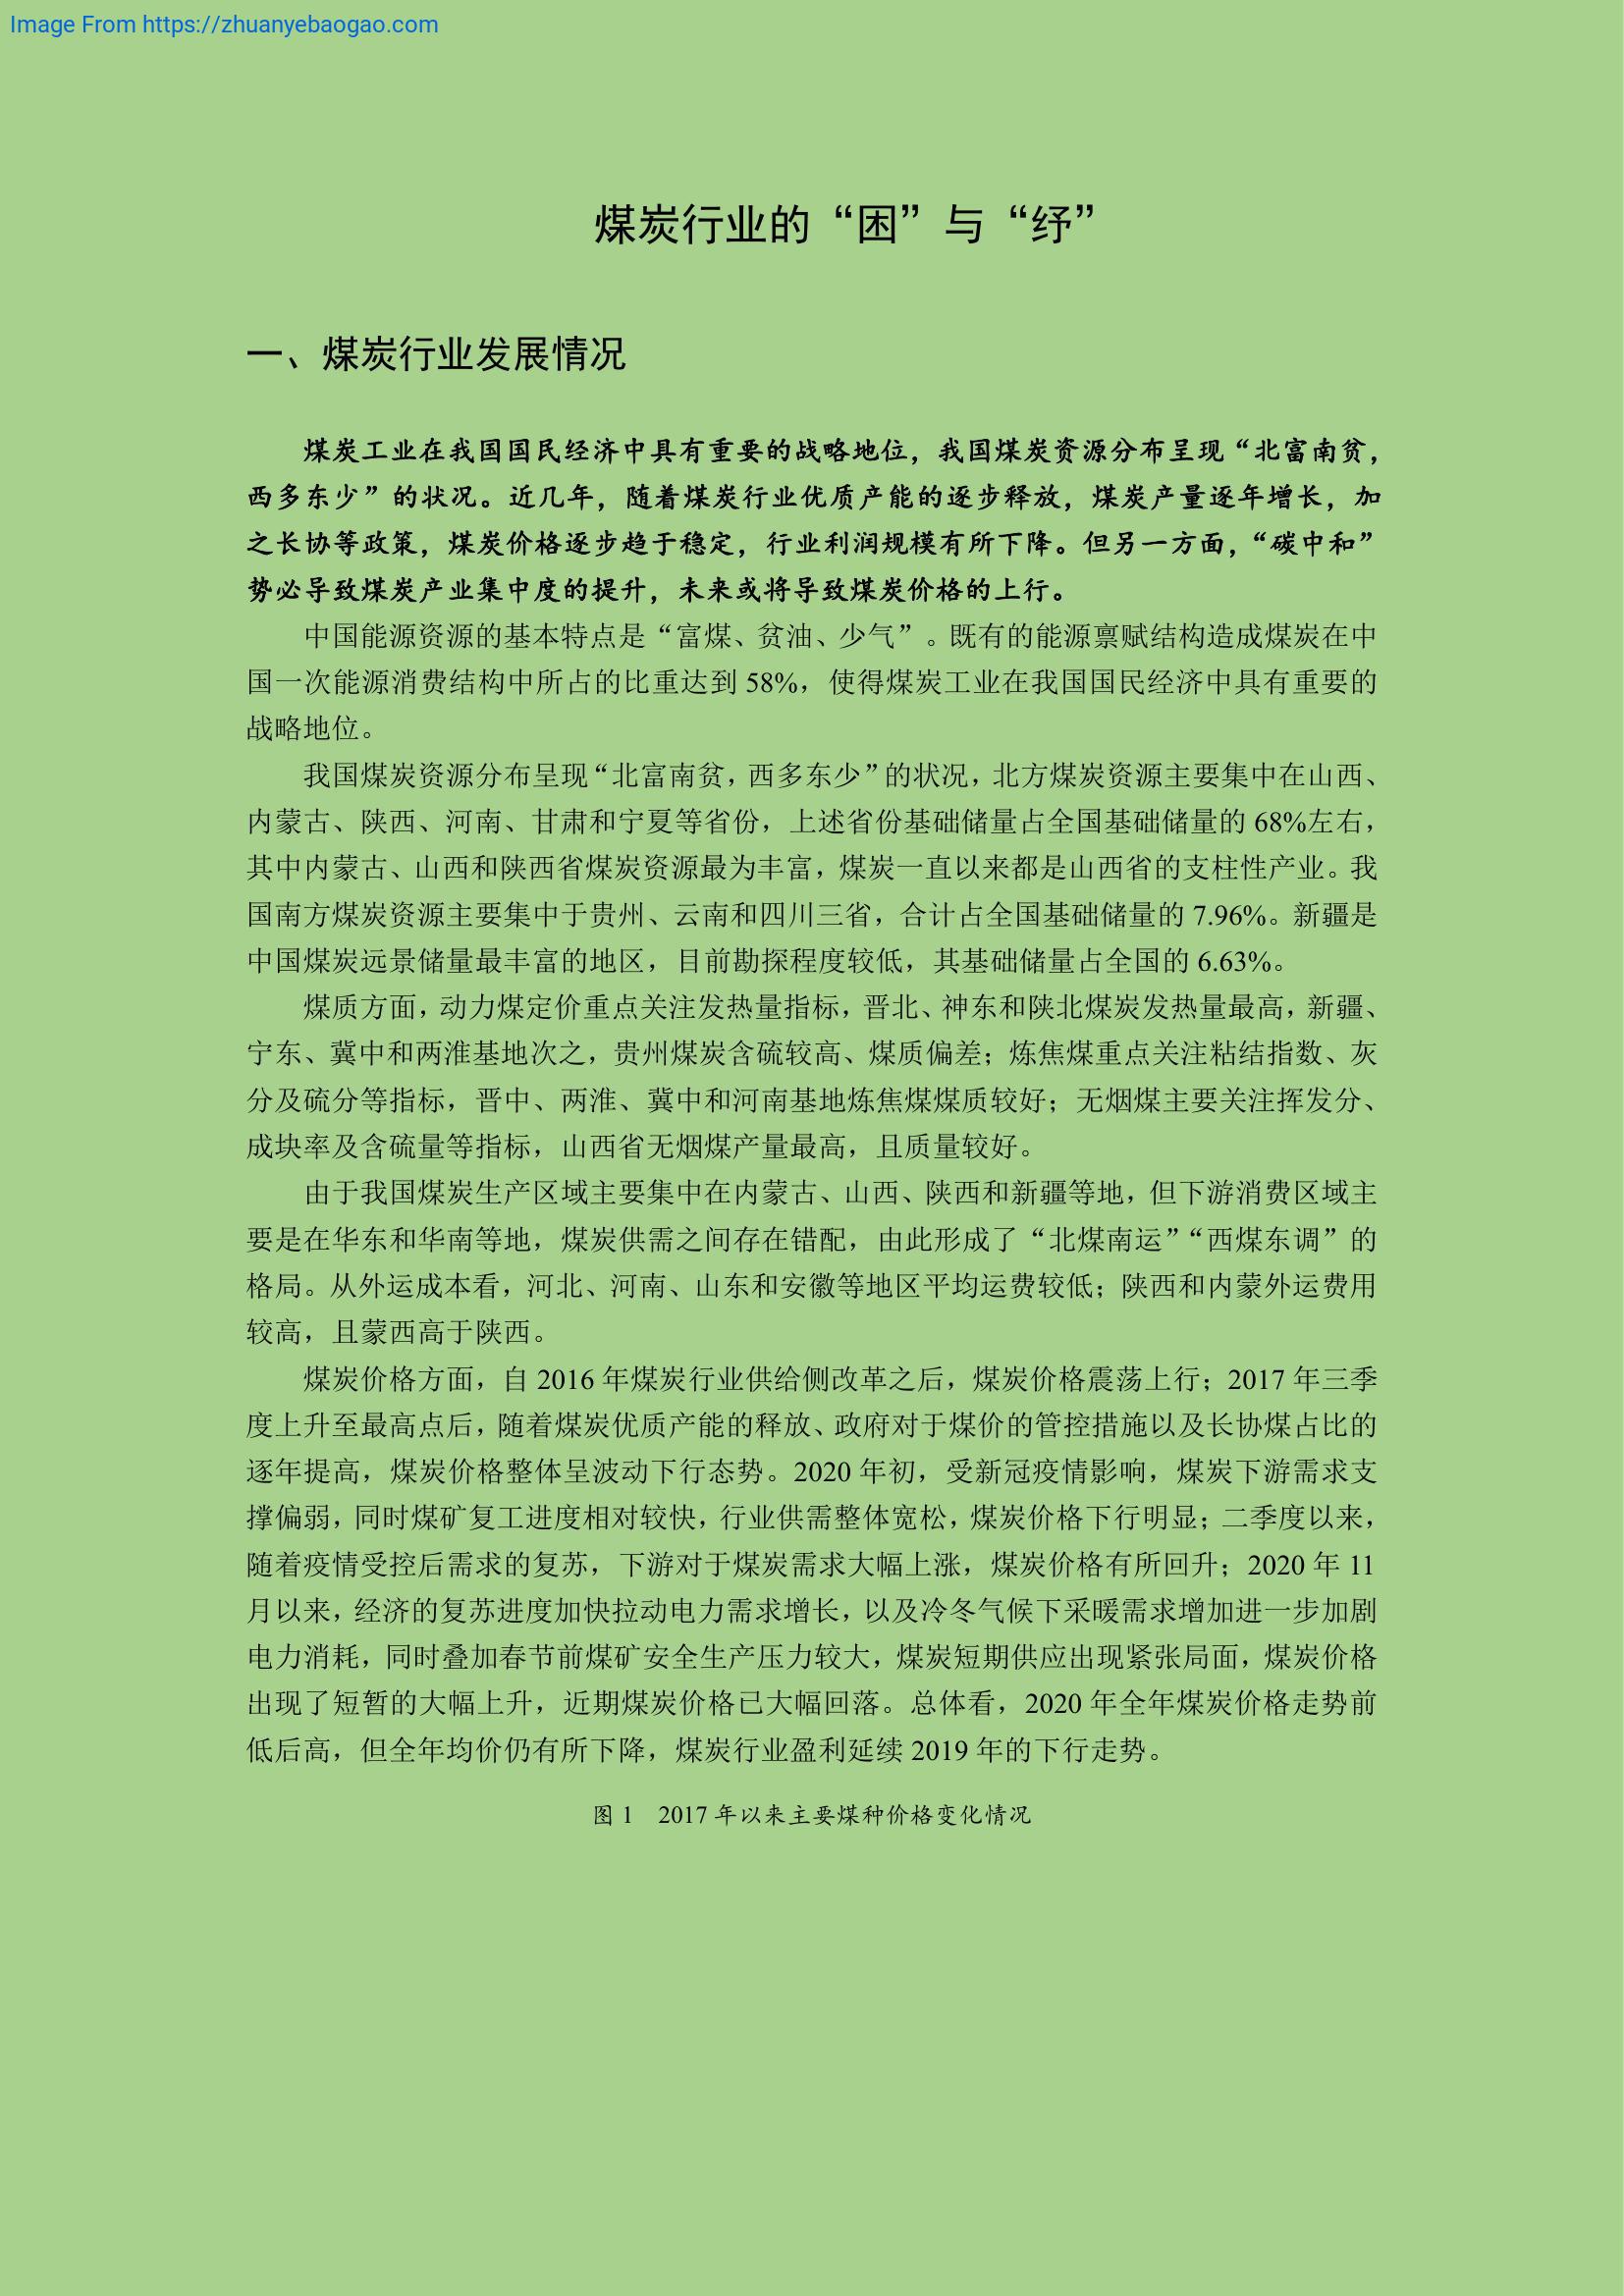 Image From https://zhuanyebaogao.com
煤炭行业的“困”与“纾”
一、煤炭行业发展情况
煤炭工业在我国国民经济中具有重要的战略地位，我国煤炭资源分布呈现“北富南贫，
西多东少”的状况。近几年，随着煤炭行业优质产能的逐步释放，煤炭产量逐年增长，加
之长协等政策，煤炭价格逐步趋于稳定，行业利润规模有所下降。但另一方面，“碳中和”
势必导致煤炭产业集中度的提升，未来或将导致煤炭价格的上行。
中国能源资源的基本特点是“富煤、贫油、少气”。既有的能源禀赋结构造成煤炭在中
国一次能源消费结构中所占的比重达到 58%，使得煤炭工业在我国国民经济中具有重要的
战略地位。
我国煤炭资源分布呈现“北富南贫，西多东少”的状况，北方煤炭资源主要集中在山西、
内蒙古、陕西、河南、甘肃和宁夏等省份，上述省份基础储量占全国基础储量的 68%左右，
其中内蒙古、山西和陕西省煤炭资源最为丰富，煤炭一直以来都是山西省的支柱性产业。我
国南方煤炭资源主要集中于贵州、云南和四川三省，合计占全国基础储量的 7.96%。新疆是
中国煤炭远景储量最丰富的地区，目前勘探程度较低，其基础储量占全国的 6.63%。
煤质方面，动力煤定价重点关注发热量指标，晋北、神东和陕北煤炭发热量最高，新疆、
宁东、冀中和两淮基地次之，贵州煤炭含硫较高、煤质偏差；炼焦煤重点关注粘结指数、灰
分及硫分等指标，晋中、两淮、冀中和河南基地炼焦煤煤质较好；无烟煤主要关注挥发分、
成块率及含硫量等指标，山西省无烟煤产量最高，且质量较好。
由于我国煤炭生产区域主要集中在内蒙古、山西、陕西和新疆等地，但下游消费区域主
要是在华东和华南等地，煤炭供需之间存在错配，由此形成了“北煤南运”“西煤东调”的
格局。从外运成本看，河北、河南、山东和安徽等地区平均运费较低；陕西和内蒙外运费用
较高，且蒙西高于陕西。
煤炭价格方面，自 2016 年煤炭行业供给侧改革之后，煤炭价格震荡上行；2017 年三季
度上升至最高点后，随着煤炭优质产能的释放、政府对于煤价的管控措施以及长协煤占比的
逐年提高，煤炭价格整体呈波动下行态势。2020 年初，受新冠疫情影响，煤炭下游需求支
撑偏弱，同时煤矿复工进度相对较快，行业供需整体宽松，煤炭价格下行明显；二季度以来，
随着疫情受控后需求的复苏，下游对于煤炭需求大幅上涨，煤炭价格有所回升；2020 年 11
月以来，经济的复苏进度加快拉动电力需求增长，以及冷冬气候下采暖需求增加进一步加剧
电力消耗，同时叠加春节前煤矿安全生产压力较大，煤炭短期供应出现紧张局面，煤炭价格
出现了短暂的大幅上升，近期煤炭价格已大幅回落。总体看，2020 年全年煤炭价格走势前
低后高，但全年均价仍有所下降，煤炭行业盈利延续 2019 年的下行走势。
图 1 2017 年以来主要煤种价格变化情况